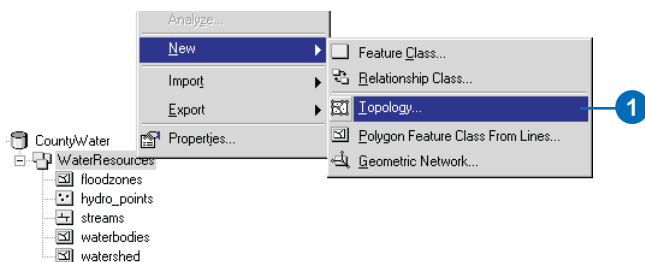 Analyze...
New
Import
Export
Properties...
Feature Class...
Relationship Class...
Topology...
Polygon Feature Class From Lines...
Geometric Network...
1
CountyWater
WaterResources
floodzones
hydro_points
streams
waterbodies
watershed